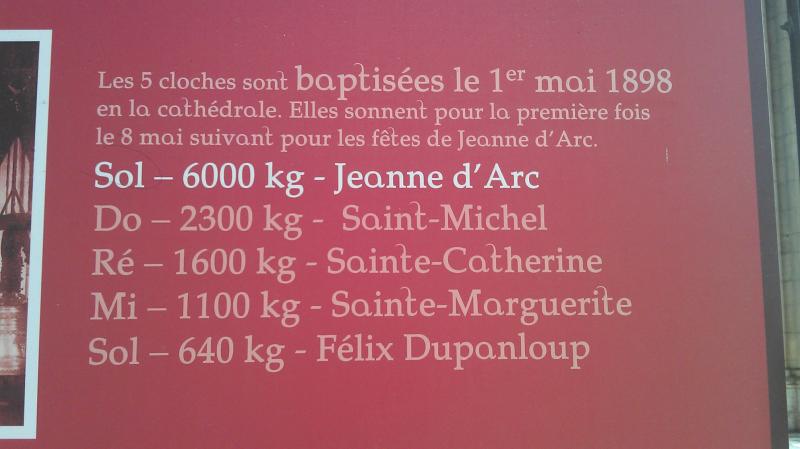 Les 5 cloches sont baptisées le 1er mai 1898
en la cathédrale. Elles sonnent pour la première fois
le 8 mai suivant pour les fêtes de Jeanne d’Arc.
Sol – 6000 kg - Jeanne d’Arc
Do – 2300 kg - Saint-Michel
Ré – 1600 kg - Sainte-Catherine
Mi – 1100 kg - Sainte-Marguerite
Sol – 640 kg - Félix Dupanloup